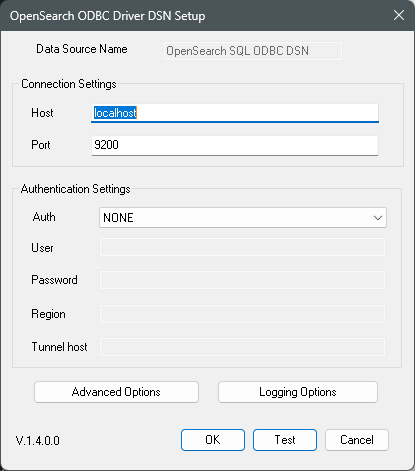 OpenSearch ODBC Driver DSN Setup
Data Source Name OpenSearch SQL ODBC DSN
Connection Settings
Host localhost
Port 9200
Authentication Settings
Auth NONE
User
Password
Region
Tunnel host
Advanced Options Logging Options
V.1.4.0.0 OK Test Cancel